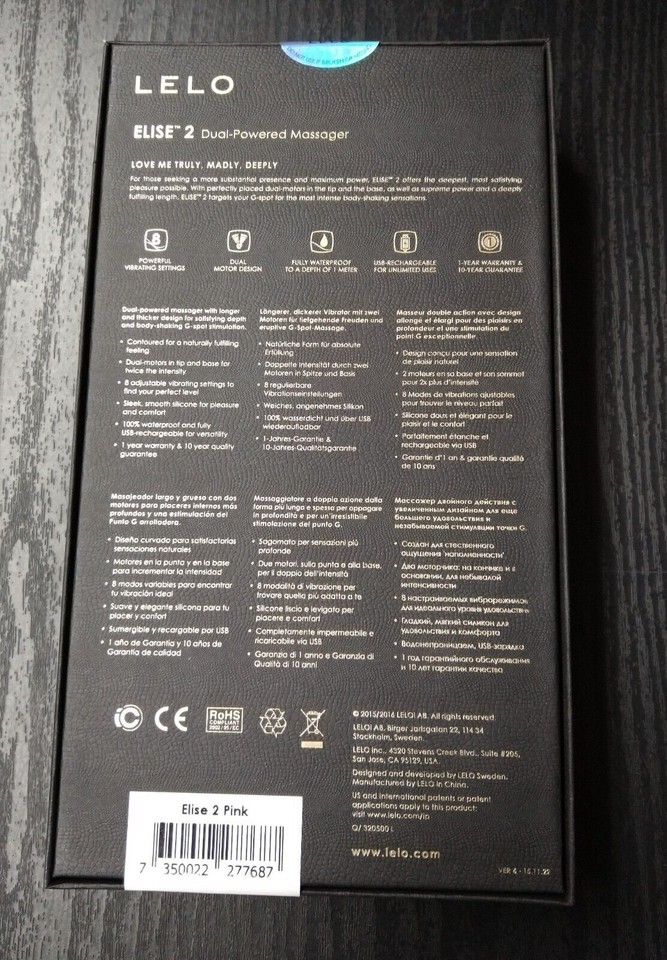 LELO
ELISE™ 2 Dual-Powered Massager
LOVE ME TRULY, MADLY, DEEPLY
For those seeking a more substantial presence and maximum power, ELISE™ 2 offers the deepest, most satisfying
pleasure possible. With perfectly placed dual-motors in the tip and the base, as well as supreme power and a deeply
fulfilling length, ELISE™ 2 targets your G-spot for the most intense body-shaking sensations.
8
POWERFUL
VIBRATING SETTINGS
DUAL
MOTOR DESIGN
FULLY WATERPROOF
TO A DEPTH OF 1 METER
USB-RECHARGEABLE
FOR UNLIMITED USES
1
1-YEAR WARRANTY &
10-YEAR GUARANTEE
Dual-powered massager with longer
and thicker design for satisfying depth
and body-shaking G-spot stimulation.
• Contoured for a naturally fulfilling
feeling
• Dual-motors in tip and base for
twice the intensity
• 8 adjustable vibrating settings to
find your perfect level
• Sleek, smooth silicone for pleasure
and comfort
• 100% waterproof and fully
USB-rechargeable for versatility
• 1 year warranty & 10 year quality
guarantee
Längerer, dickerer Vibrator mit zwei
Motoren für tiefgehende Freuden und
eruptive G-Spot-Massage.
• Natürliche Form für absolute
Erfüllung
• Doppelte Intensität durch zwei
Motoren in Spitze und Basis
• 8 regulierbare
Vibrationseinstellungen
• Weiches, angenehmes Silikon
• 100% wasserdicht und über USB
wiederaufladbar
• 1-Jahres-Garantie &
10-Jahres-Qualitätsgarantie
Masseur double action avec design
allongé et élargi pour des plaisirs en
profondeur et une stimulation du
point G exceptionnelle
• Design conçu pour une sensation
de plaisir naturel
• 2 moteurs en sa base et son sommet
pour 2x plus d'intensité
• 8 Modes de vibrations ajustables
pour trouver le niveau parfait
• Silicone doux et élégant pour le
plaisir et le confort
• Parfaitement étanche et
rechargeable via USB
• Garantie d'1 an & garantie qualité
de 10 ans
Masajeador largo y grueso con dos
motores para placeres internos más
profundos y una estimulación del
Punto G arrolladora.
• Diseño curvado para satisfactorias
sensaciones naturales
• Motores en la punta y en la base
para incrementar la intensidad
• 8 modos variables para encontrar
tu vibración ideal
• Suave y elegante silicona para tu
placer y confort
• Sumergible y recargable por USB
• 1 año de Garantía y 10 años de
Garantía de calidad
Massaggiatore a doppia azione dalla
forma più lunga e spessa per appagare
in profondità e per un'irresistibile
stimolazione del punto G.
• Sagomato per sensazioni più
profonde
• Due motori, sulla punta e alla base,
per il doppio dell'intensità
• 8 modalità di vibrazione per
trovare quella più adatta a te
• Silicone liscio e levigato per
piacere e comfort
• Completamente impermeabile e
ricaricabile via USB
• Garanzia di 1 anno e Garanzia di
Qualità di 10 anni
Массажер двойного действия с
увеличенным дизайном для еще
большего удовольствия и
незабываемой стимуляции точки G.
• Создан для естественного
ощущения 'наполненности'
• Два моторчика: на кончике и в
основании, для небывалой
интенсивности
• 8 настраиваемых виброрежимов
для идеального уровня удовольствия
• Гладкий, мягкий силикон для
удовольствия и комфорта
• Водонепроницаем, USB-зарядка
• 1 год гарантийного обслуживания
и 10 лет гарантии качества
CE
RoHS
COMPLIANT
2002/95/EC
© 2015/2016 LELOi AB. All rights reserved.
LELOi AB, Birger Jarlsgatan 22, 114 34
Stockholm, Sweden.
LELO Inc., 4320 Stevens Creek Blvd., Suite #205,
San Jose, CA 95129, USA.
Designed and developed by LELO Sweden.
Manufactured by LELO in China.
US and international patents or patent
applications apply to this product:
visit www.lelo.com/ip
Q/ 320500 L
www.lelo.com
VER 4 - 15.11.29
Elise 2 Pink
7 350022 277687